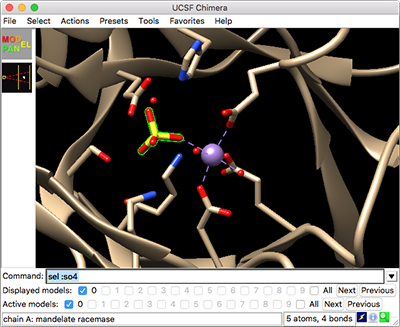 UCSF Chimera
File Select Actions Presets Tools Favorites Help
MOD EL
PAN
Command: sel :so4
Displayed models: 0 1 2 3 4 5 6 7 8 9 All Next Previous
Active models: 0 1 2 3 4 5 6 7 8 9 All Next Previous
chain A: mandelate racemase 5 atoms, 4 bonds